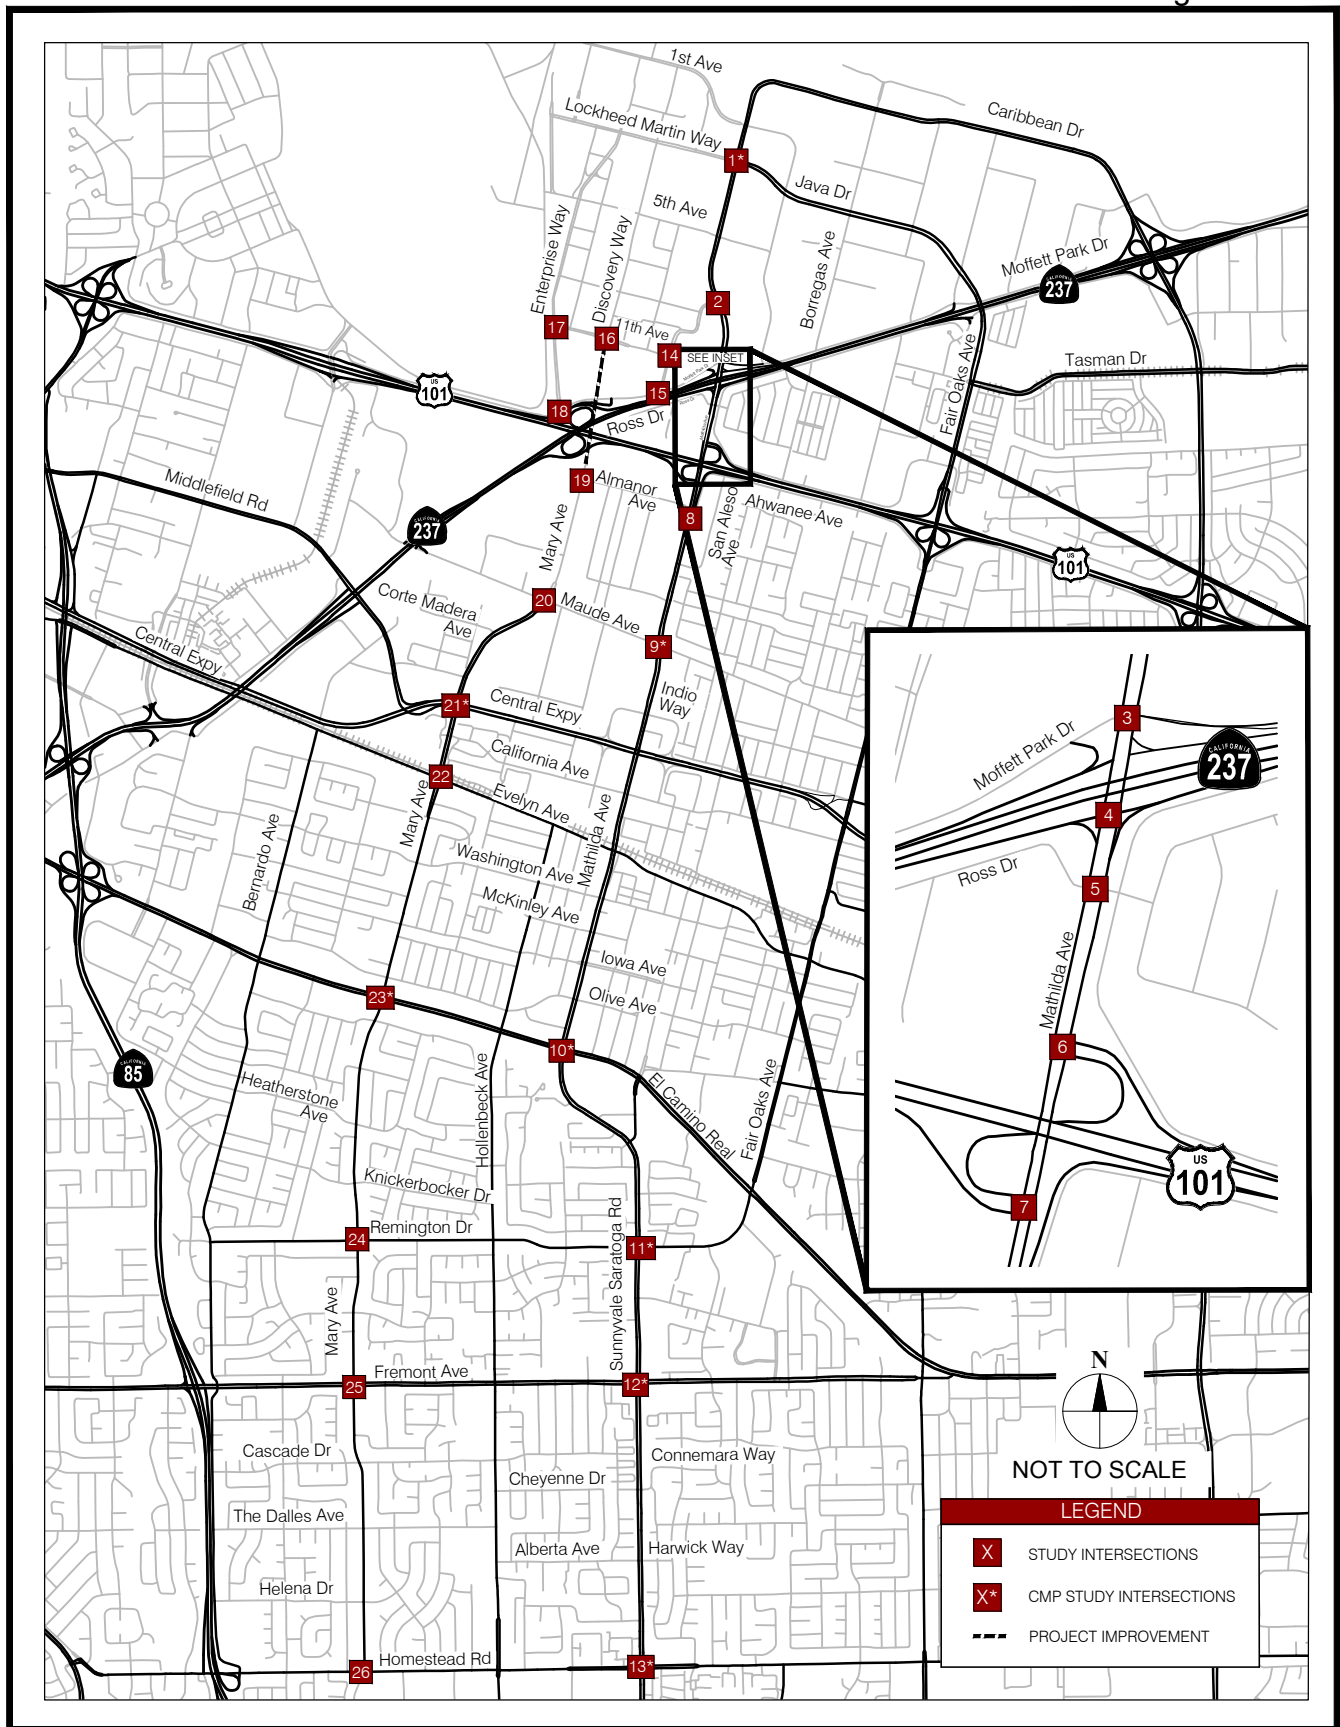 g
1st Ave
Lockheed Martin Way
Caribbean Dr
1*
Java Dr
5th Ave
Enterprise Way
Discovery Way
Borregas Ave
Moffett Park Dr
CALIFORNIA
237
2
17
16
11th Ave
14
SEE INSET
Fair Oaks Ave
Tasman Dr
US
101
15
18
Ross Dr
Middlefield Rd
19
Almanor
Ave
Mary Ave
8
San Aleso
Ave
Ahwanee Ave
CALIFORNIA
237
US
101
Corte Madera
Ave
20
Maude Ave
9*
Central Expy
Indio
Way
21*
Central Expy
California Ave
22
Evelyn Ave
Mary Ave
Mathilda Ave
Bernardo Ave
Washington Ave
McKinley Ave
Iowa Ave
Olive Ave
23*
10*
CALIFORNIA
85
Heatherstone
Ave
Hollenbeck Ave
El Camino Real
Fair Oaks Ave
Knickerbocker Dr
Remington Dr
24
11*
Sunnyvale Saratoga Rd
Mary Ave
Fremont Ave
25
12*
Cascade Dr
Cheyenne Dr
Connemara Way
The Dalles Ave
Alberta Ave
Harwick Way
Helena Dr
Homestead Rd
26
13*
3
Moffett Park Dr
CALIFORNIA
237
4
Ross Dr
5
Mathilda Ave
6
US
101
7
N
NOT TO SCALE
LEGEND
X STUDY INTERSECTIONS
X* CMP STUDY INTERSECTIONS
PROJECT IMPROVEMENT